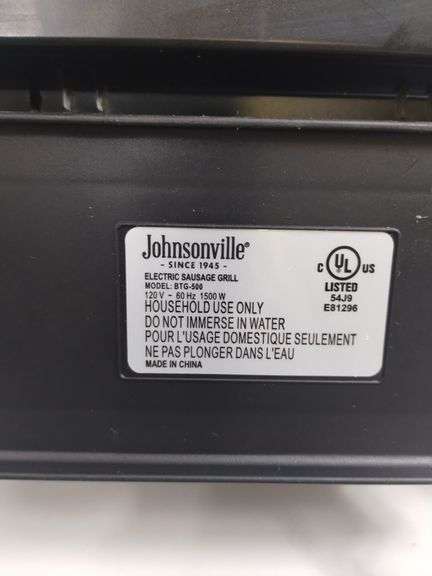 Johnsonville®
- SINCE 1945 -
ELECTRIC SAUSAGE GRILL
MODEL: BTG-500
120 V ~ 60 Hz 1500 W
HOUSEHOLD USE ONLY
DO NOT IMMERSE IN WATER
POUR L'USAGE DOMESTIQUE SEULEMENT
NE PAS PLONGER DANS L'EAU
MADE IN CHINA
C UL US
LISTED
54J9
E81296